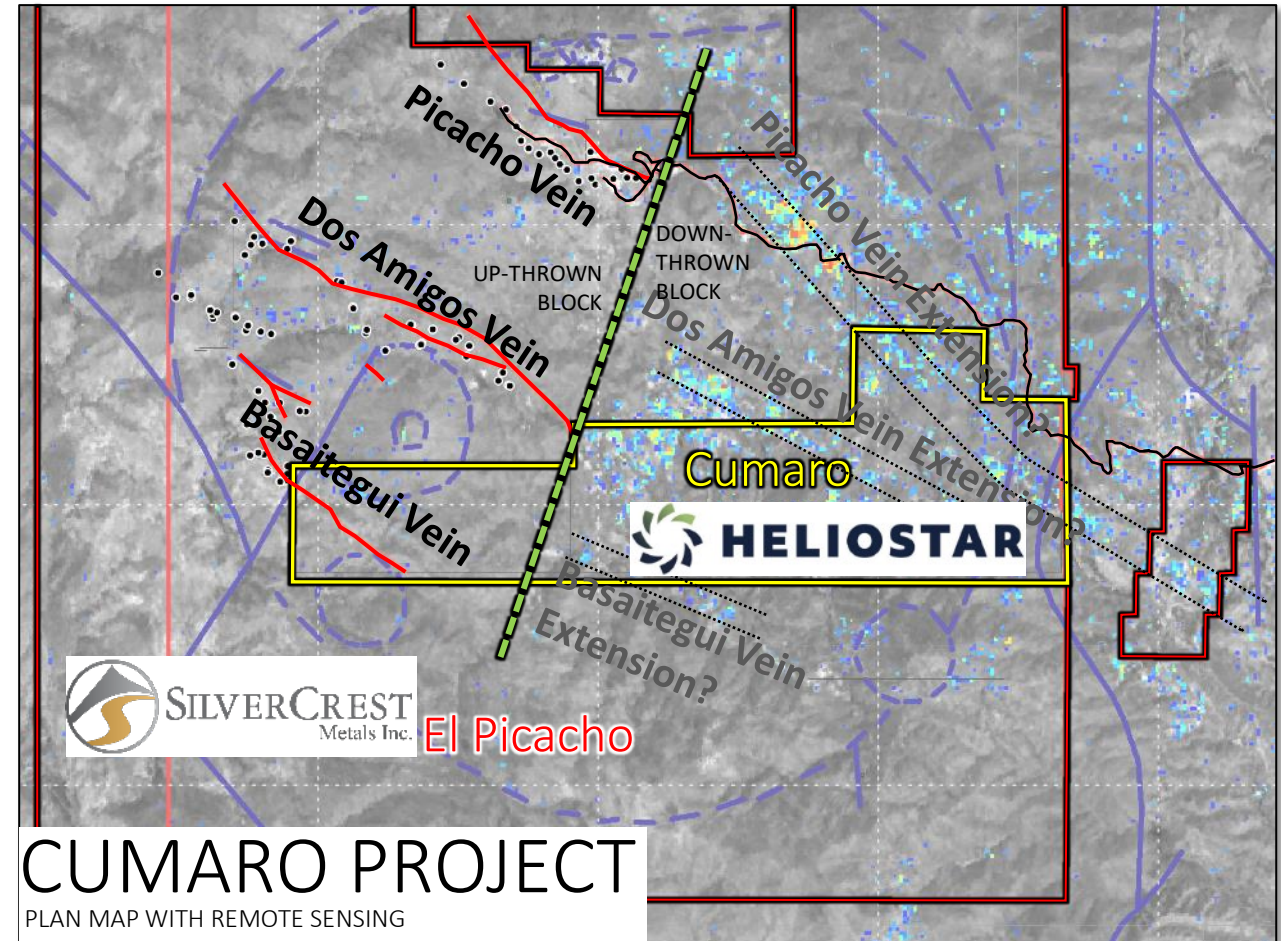 Picacho Vein
Picacho Vein Extension?
Dos Amigos Vein
UP-THROWN
BLOCK
DOWN-
THROWN
BLOCK
Dos Amigos Vein Extension?
Basaitegui Vein
Cumaro
HELIOSTAR
Basaitegui Vein
Extension?
SILVERCREST
Metals Inc.
El Picacho
CUMARO PROJECT
PLAN MAP WITH REMOTE SENSING